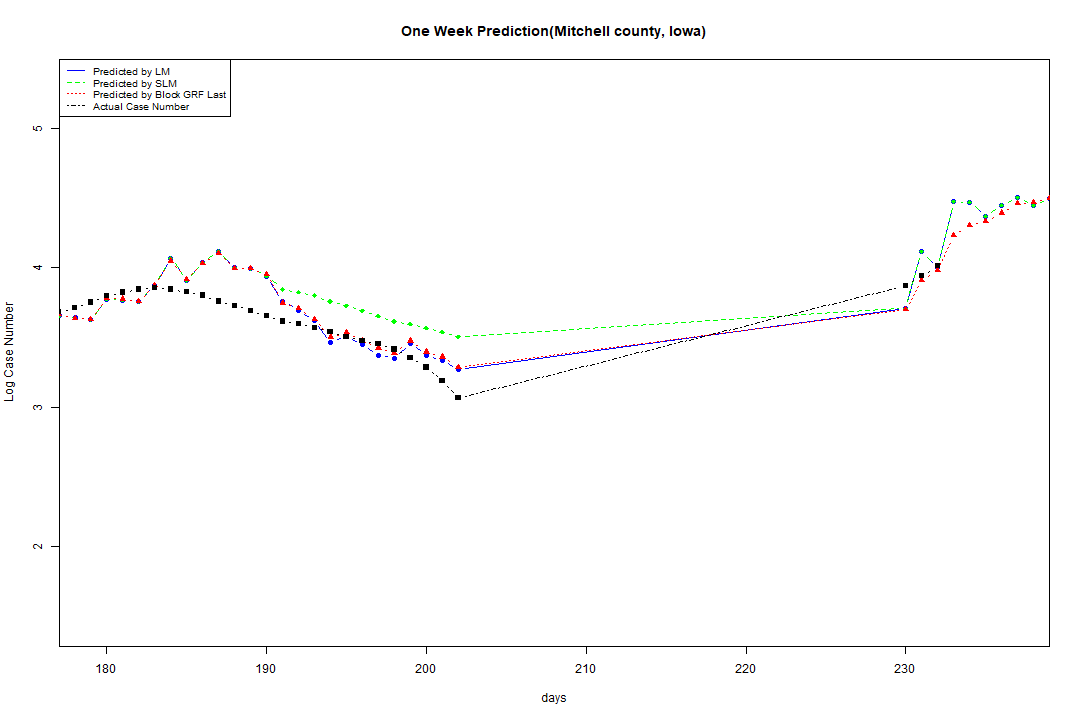 One Week Prediction(Mitchell county, Iowa)
Predicted by LM
Predicted by SLM
Predicted by Block GRF Last
Actual Case Number
5
4
3
2
Log Case Number
180 190 200 210 220 230
days